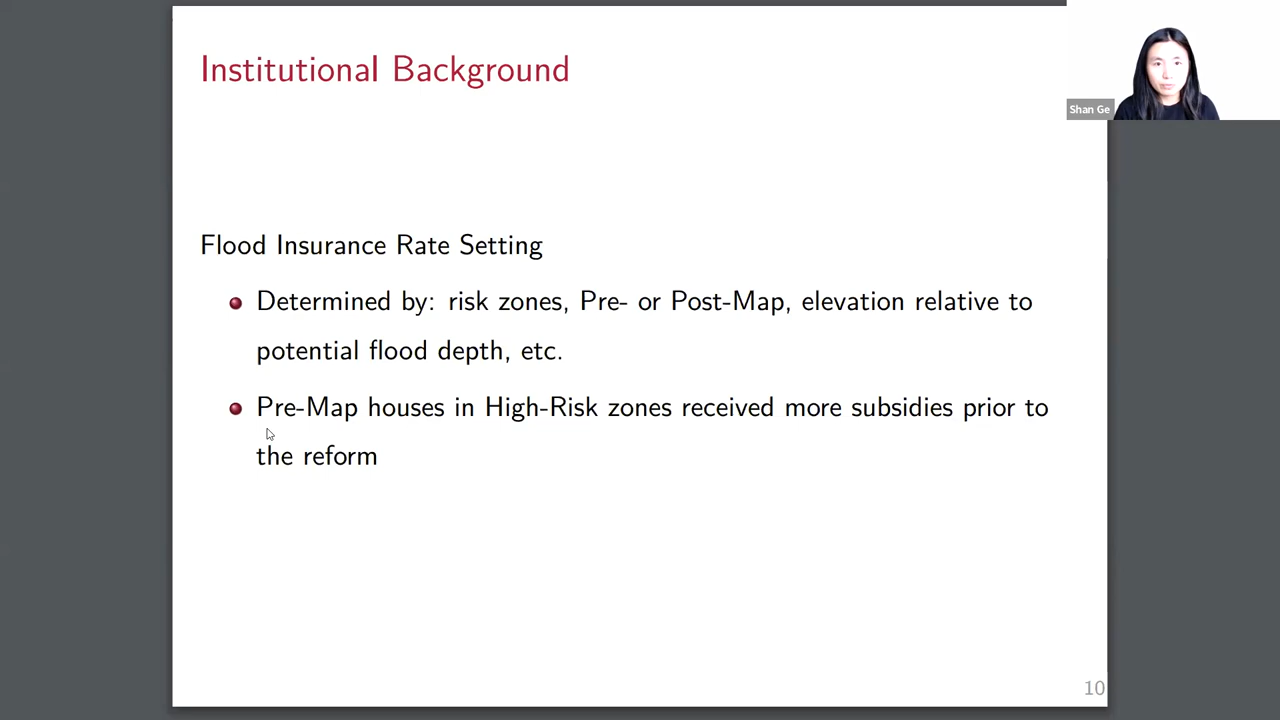 Institutional Background
Shan Ge
Flood Insurance Rate Setting
Determined by: risk zones, Pre- or Post-Map, elevation relative to
potential flood depth, etc.
Pre-Map houses in High-Risk zones received more subsidies prior to
the reform
10